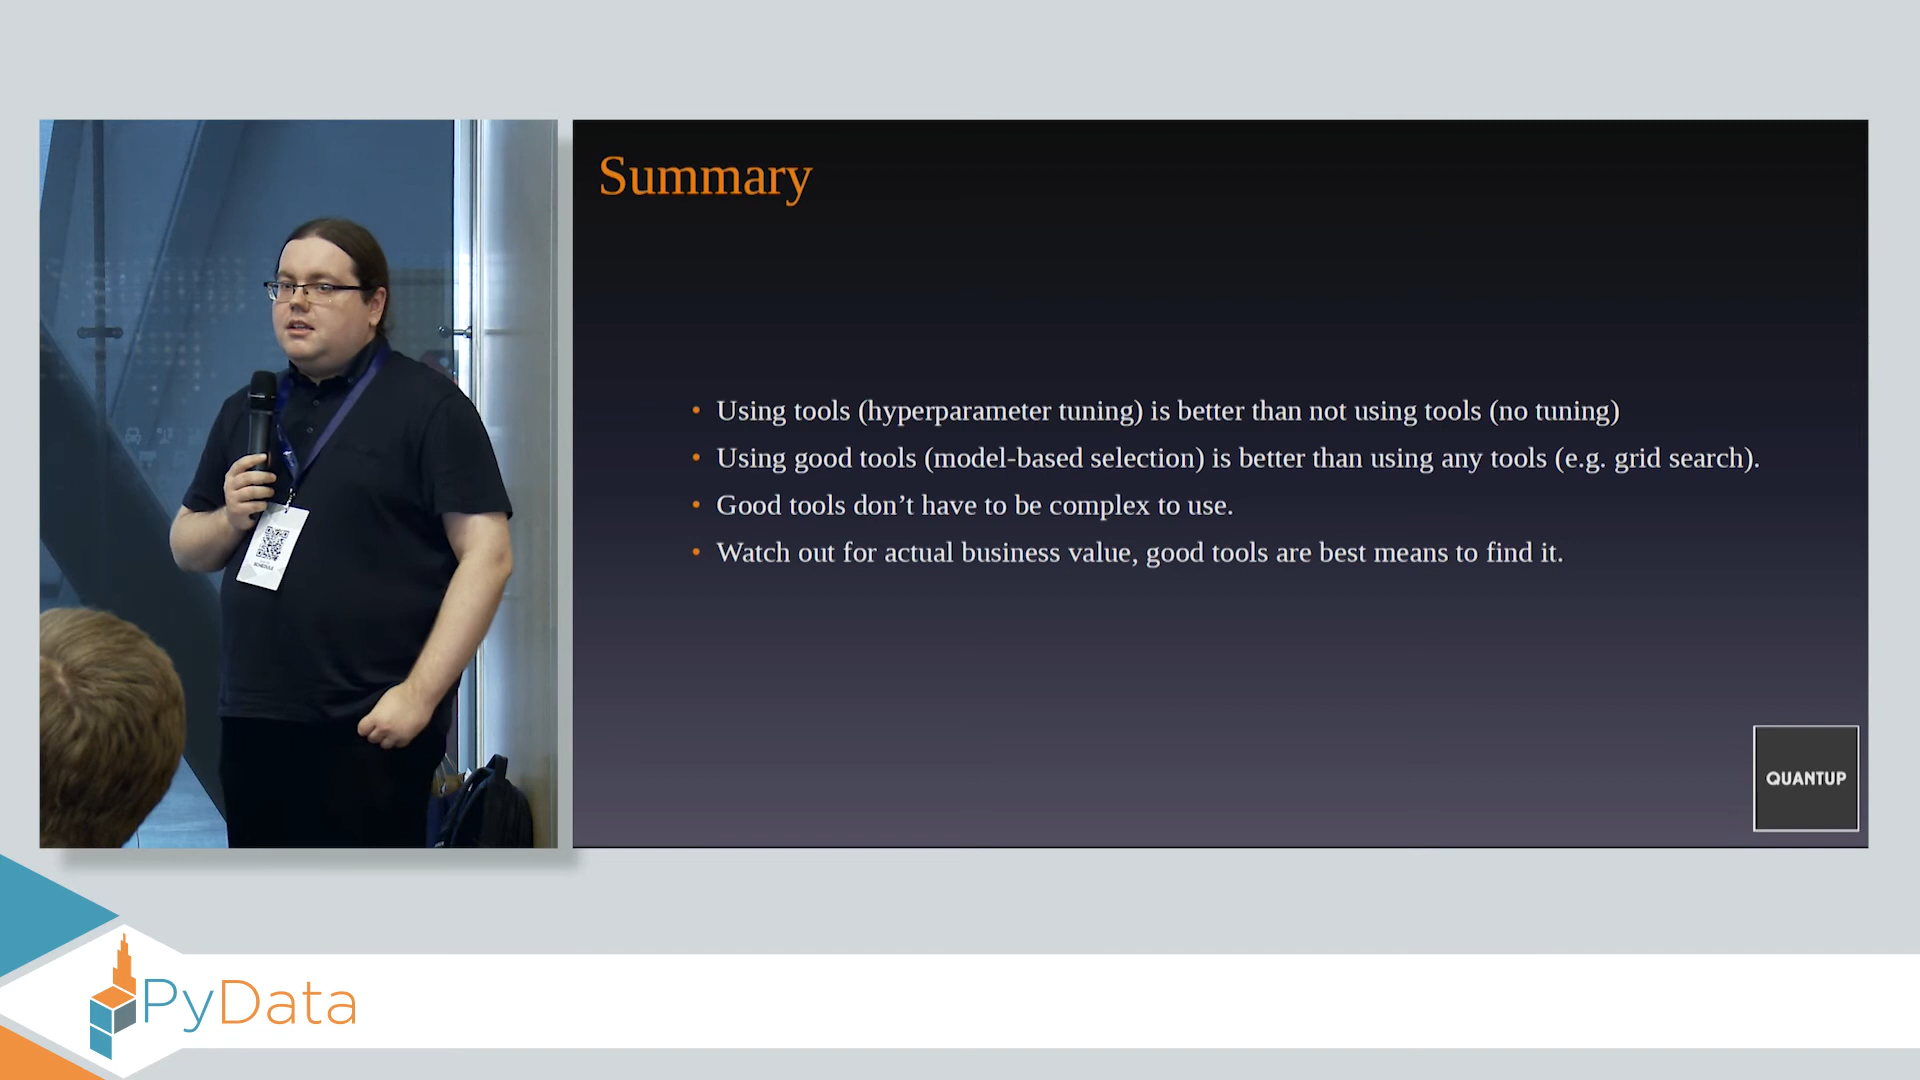 Summary
• Using tools (hyperparameter tuning) is better than not using tools (no tuning)
• Using good tools (model-based selection) is better than using any tools (e.g. grid search).
• Good tools don’t have to be complex to use.
• Watch out for actual business value, good tools are best means to find it.
QUANTUP
SCHEDULE
PyData